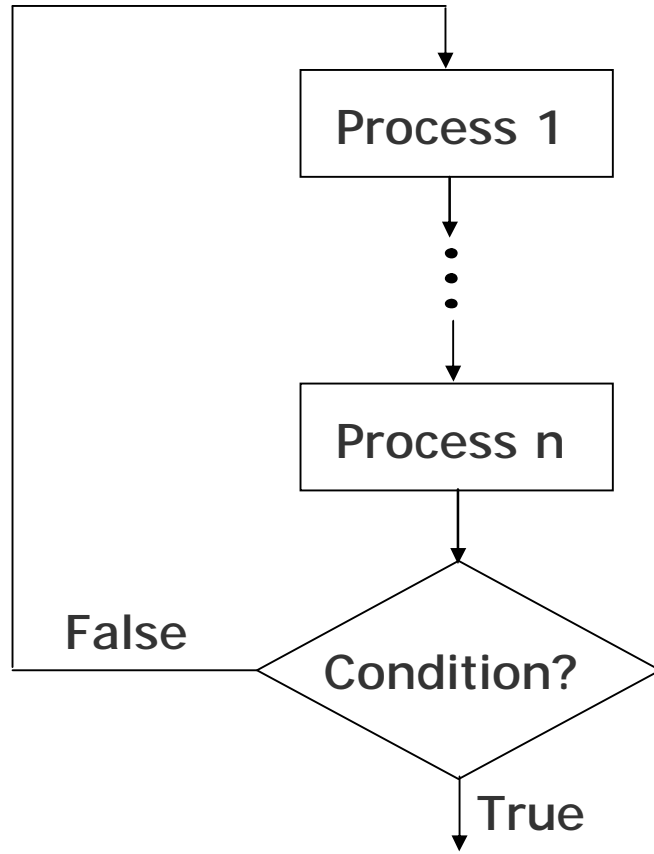 Process 1
Process n
False
Condition?
True